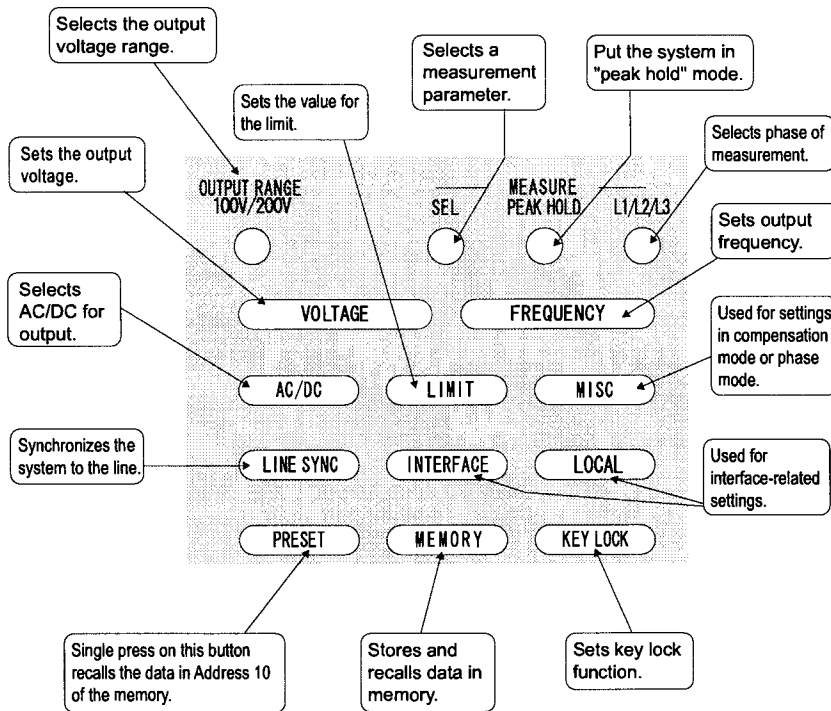 Selects the output
voltage range.
Selects a
measurement
parameter.
Put the system in
"peak hold" mode.
Sets the value for
the limit.
Selects phase of
measurement.
Sets the output
voltage.
OUTPUT RANGE
100V/200V
MEASURE
SEL
PEAK HOLD
L1/L2/L3
Sets output
frequency.
Selects
AC/DC for
output.
VOLTAGE
FREQUENCY
Used for settings
in compensation
mode or phase
mode.
AC/DC
LIMIT
MISC
Synchronizes the
system to the line.
LINE SYNC
INTERFACE
LOCAL
Used for
interface-related
settings.
PRESET
MEMORY
KEY LOCK
Single press on this button
recalls the data in Address 10
of the memory.
Stores and
recalls data in
memory.
Sets key lock
function.